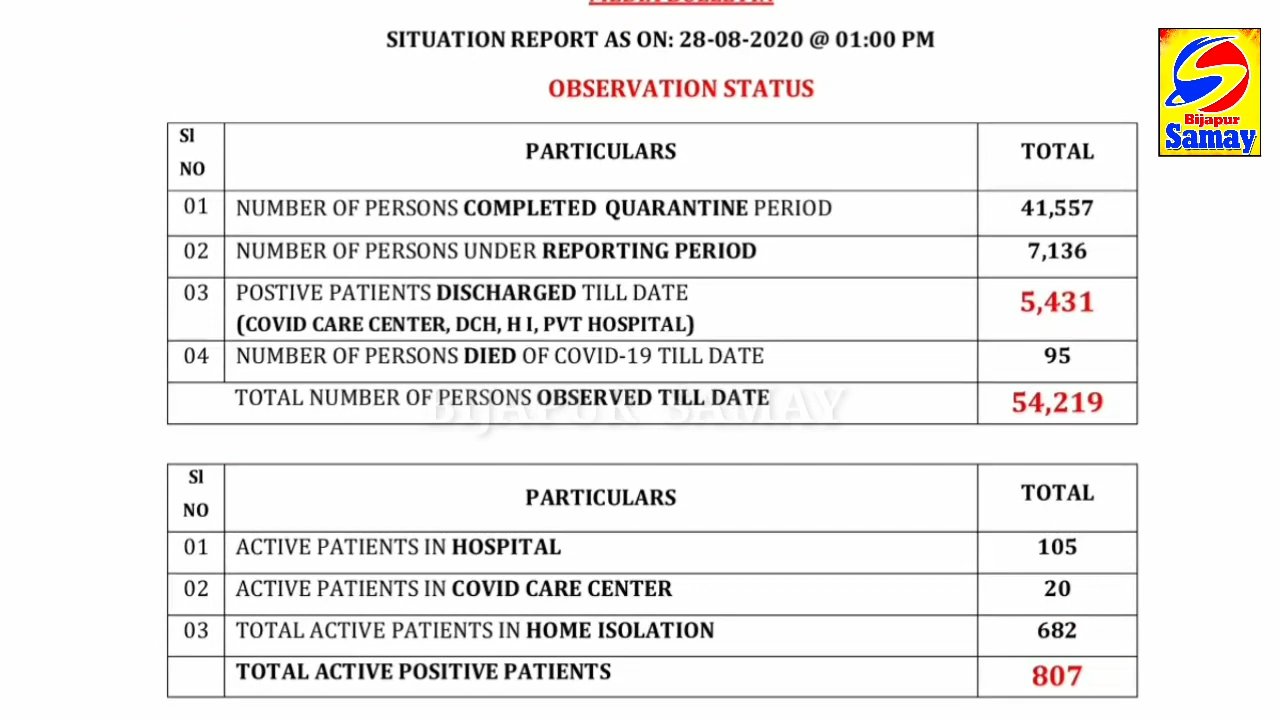 MEDIA BULLETIN
SITUATION REPORT AS ON: 28-08-2020 @ 01:00 PM
OBSERVATION STATUS
Bijapur
Samay
Sl NO PARTICULARS TOTAL
01 NUMBER OF PERSONS COMPLETED QUARANTINE PERIOD 41,557
02 NUMBER OF PERSONS UNDER REPORTING PERIOD 7,136
03 POSTIVE PATIENTS DISCHARGED TILL DATE 5,431
(COVID CARE CENTER, DCH, H I, PVT HOSPITAL)
04 NUMBER OF PERSONS DIED OF COVID-19 TILL DATE 95
TOTAL NUMBER OF PERSONS OBSERVED TILL DATE 54,219
BIJAPUR SAMAY
Sl NO PARTICULARS TOTAL
01 ACTIVE PATIENTS IN HOSPITAL 105
02 ACTIVE PATIENTS IN COVID CARE CENTER 20
03 TOTAL ACTIVE PATIENTS IN HOME ISOLATION 682
TOTAL ACTIVE POSITIVE PATIENTS 807